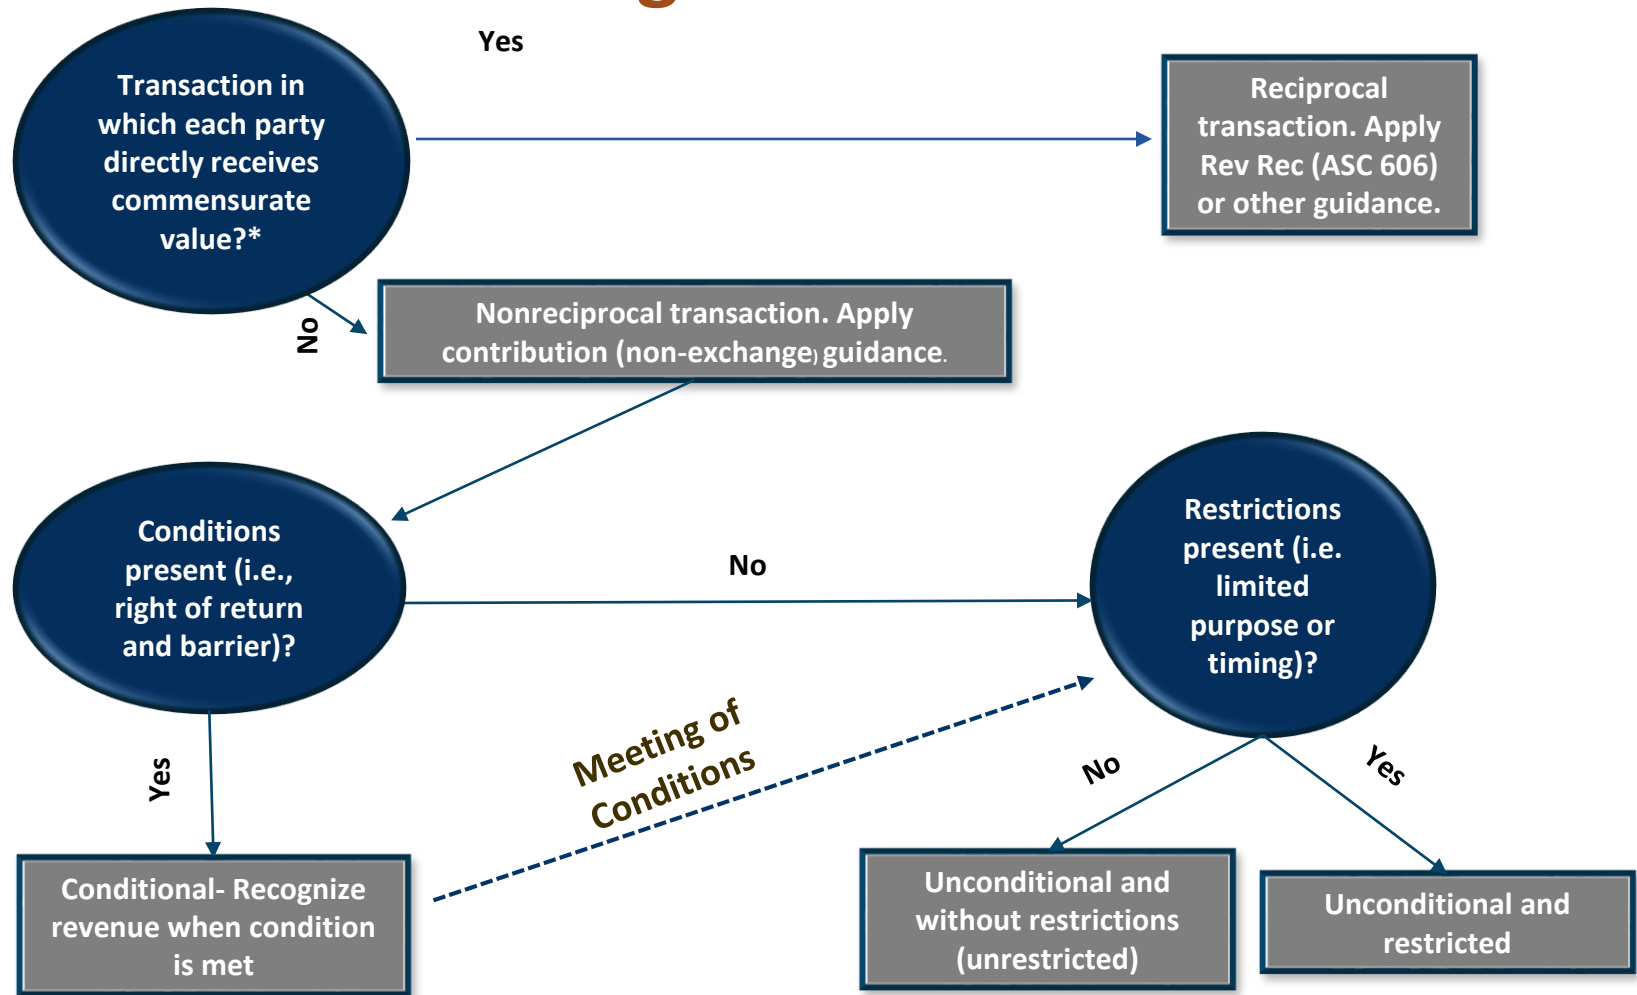 Yes
Transaction in
which each party
directly receives
commensurate
value?*
Reciprocal
transaction. Apply
Rev Rec (ASC 606)
or other guidance.
No
Nonreciprocal transaction. Apply
contribution (non-exchange) guidance.
Conditions
present (i.e.,
right of return
and barrier)?
No
Restrictions
present (i.e.
limited
purpose or
timing)?
Yes
Meeting of
Conditions
No
Yes
Conditional- Recognize
revenue when condition
is met
Unconditional and
without restrictions
(unrestricted)
Unconditional and
restricted